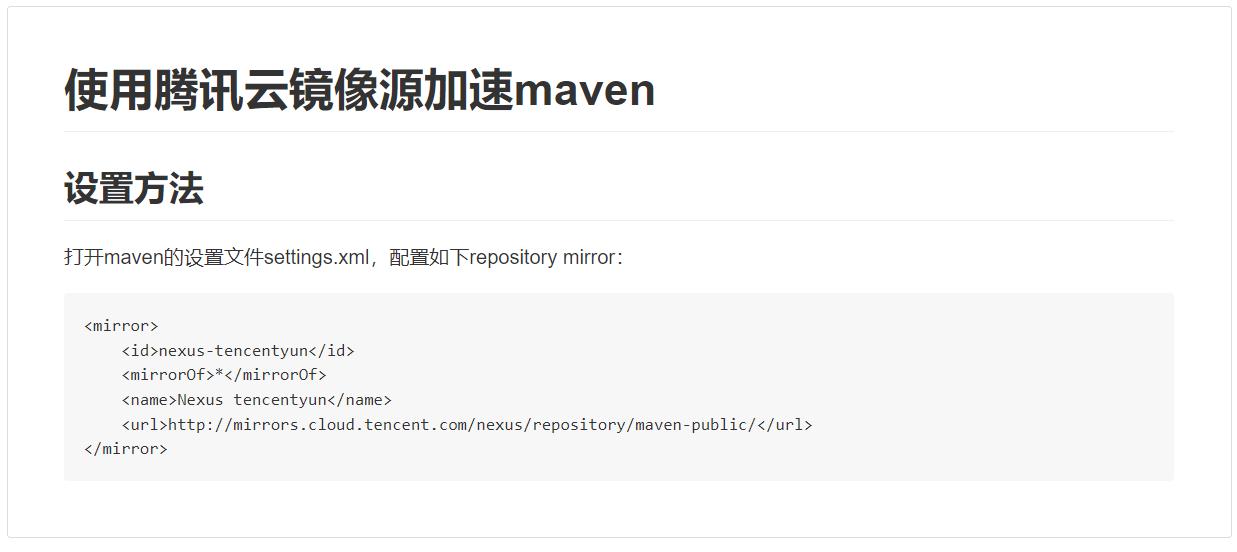 使用腾讯云镜像源加速maven
设置方法
打开maven的设置文件settings.xml，配置如下repository mirror：
<mirror>
    <id>nexus-tencentyun</id>
    <mirrorOf>*</mirrorOf>
    <name>Nexus tencentyun</name>
    <url>http://mirrors.cloud.tencent.com/nexus/repository/maven-public/</url>
</mirror>